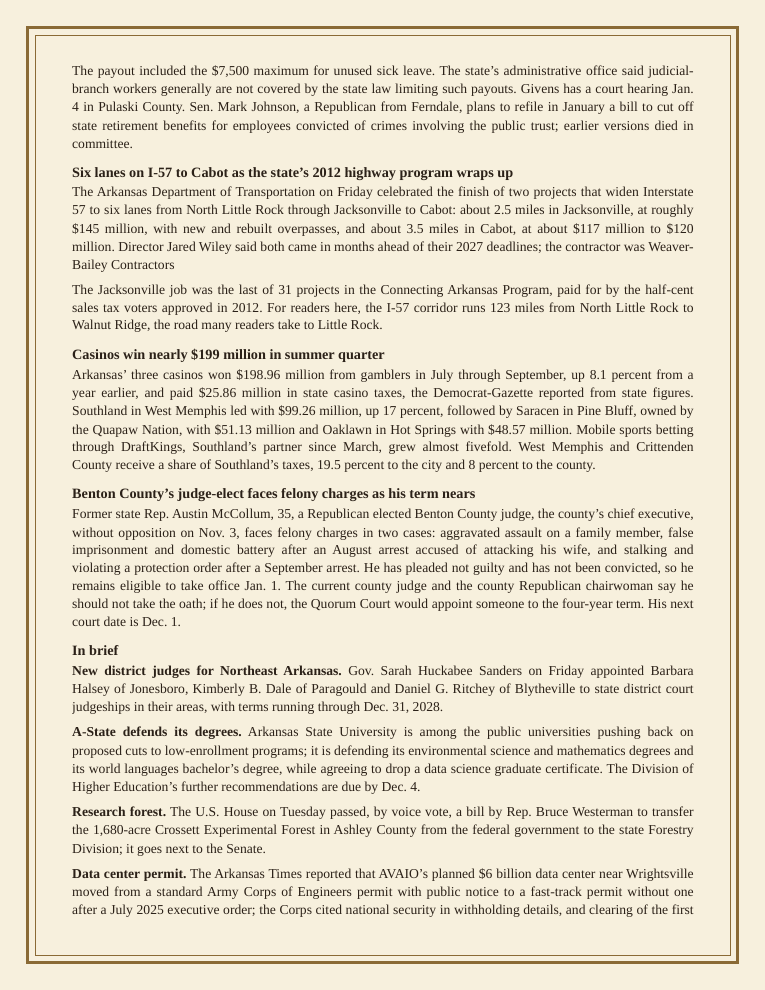 The payout included the $7,500 maximum for unused sick leave. The state’s administrative office said judicial-
branch workers generally are not covered by the state law limiting such payouts. Givens has a court hearing Jan.
4 in Pulaski County. Sen. Mark Johnson, a Republican from Ferndale, plans to refile in January a bill to cut off
state retirement benefits for employees convicted of crimes involving the public trust; earlier versions died in
committee.
Six lanes on I-57 to Cabot as the state’s 2012 highway program wraps up
The Arkansas Department of Transportation on Friday celebrated the finish of two projects that widen Interstate
57 to six lanes from North Little Rock through Jacksonville to Cabot: about 2.5 miles in Jacksonville, at roughly
$145 million, with new and rebuilt overpasses, and about 3.5 miles in Cabot, at about $117 million to $120
million. Director Jared Wiley said both came in months ahead of their 2027 deadlines; the contractor was Weaver-
Bailey Contractors
The Jacksonville job was the last of 31 projects in the Connecting Arkansas Program, paid for by the half-cent
sales tax voters approved in 2012. For readers here, the I-57 corridor runs 123 miles from North Little Rock to
Walnut Ridge, the road many readers take to Little Rock.
Casinos win nearly $199 million in summer quarter
Arkansas’ three casinos won $198.96 million from gamblers in July through September, up 8.1 percent from a
year earlier, and paid $25.86 million in state casino taxes, the Democrat-Gazette reported from state figures.
Southland in West Memphis led with $99.26 million, up 17 percent, followed by Saracen in Pine Bluff, owned by
the Quapaw Nation, with $51.13 million and Oaklawn in Hot Springs with $48.57 million. Mobile sports betting
through DraftKings, Southland’s partner since March, grew almost fivefold. West Memphis and Crittenden
County receive a share of Southland’s taxes, 19.5 percent to the city and 8 percent to the county.
Benton County’s judge-elect faces felony charges as his term nears
Former state Rep. Austin McCollum, 35, a Republican elected Benton County judge, the county’s chief executive,
without opposition on Nov. 3, faces felony charges in two cases: aggravated assault on a family member, false
imprisonment and domestic battery after an August arrest accused of attacking his wife, and stalking and
violating a protection order after a September arrest. He has pleaded not guilty and has not been convicted, so he
remains eligible to take office Jan. 1. The current county judge and the county Republican chairwoman say he
should not take the oath; if he does not, the Quorum Court would appoint someone to the four-year term. His next
court date is Dec. 1.
In brief
New district judges for Northeast Arkansas. Gov. Sarah Huckabee Sanders on Friday appointed Barbara
Halsey of Jonesboro, Kimberly B. Dale of Paragould and Daniel G. Ritchey of Blytheville to state district court
judgeships in their areas, with terms running through Dec. 31, 2028.
A-State defends its degrees. Arkansas State University is among the public universities pushing back on
proposed cuts to low-enrollment programs; it is defending its environmental science and mathematics degrees and
its world languages bachelor’s degree, while agreeing to drop a data science graduate certificate. The Division of
Higher Education’s further recommendations are due by Dec. 4.
Research forest. The U.S. House on Tuesday passed, by voice vote, a bill by Rep. Bruce Westerman to transfer
the 1,680-acre Crossett Experimental Forest in Ashley County from the federal government to the state Forestry
Division; it goes next to the Senate.
Data center permit. The Arkansas Times reported that AVAIO’s planned $6 billion data center near Wrightsville
moved from a standard Army Corps of Engineers permit with public notice to a fast-track permit without one
after a July 2025 executive order; the Corps cited national security in withholding details, and clearing of the first